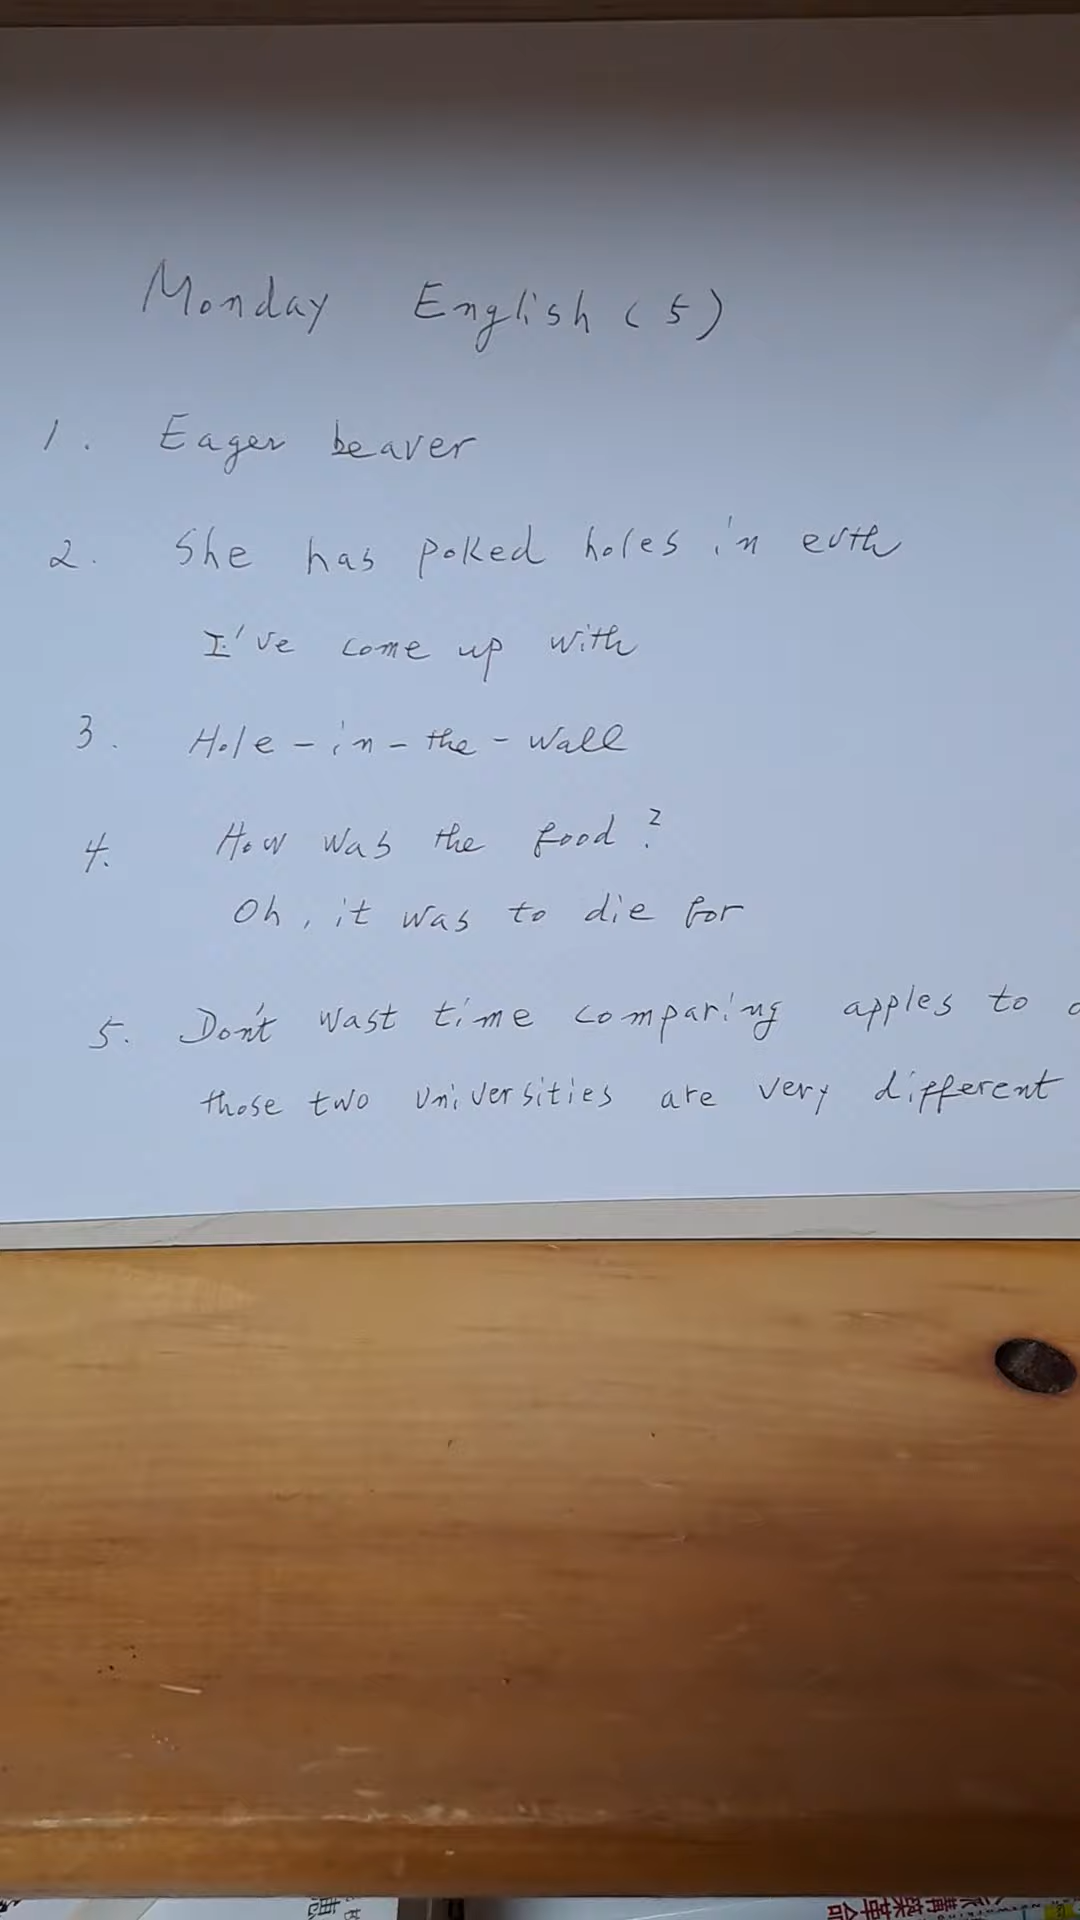 Monday English (5)
1. Eager beaver
2. She has poked holes in evth
I've come up with
3. Hole-in-the-wall
4. How was the food?
Oh, it was to die for
5. Don't wast time comparing apples to
those two universities are very different